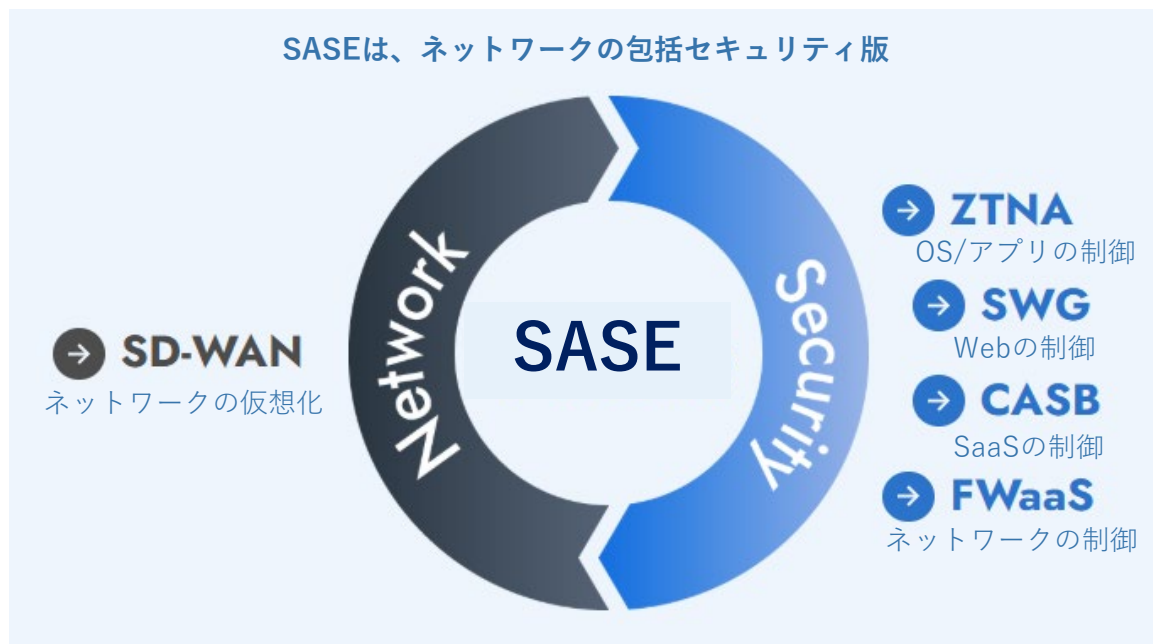 SASEは、ネットワークの包括セキュリティ版
Network
Security
SASE
SD-WAN
ネットワークの仮想化
ZTNA
OS/アプリの制御
SWG
Webの制御
CASB
SaaSの制御
FWaaS
ネットワークの制御